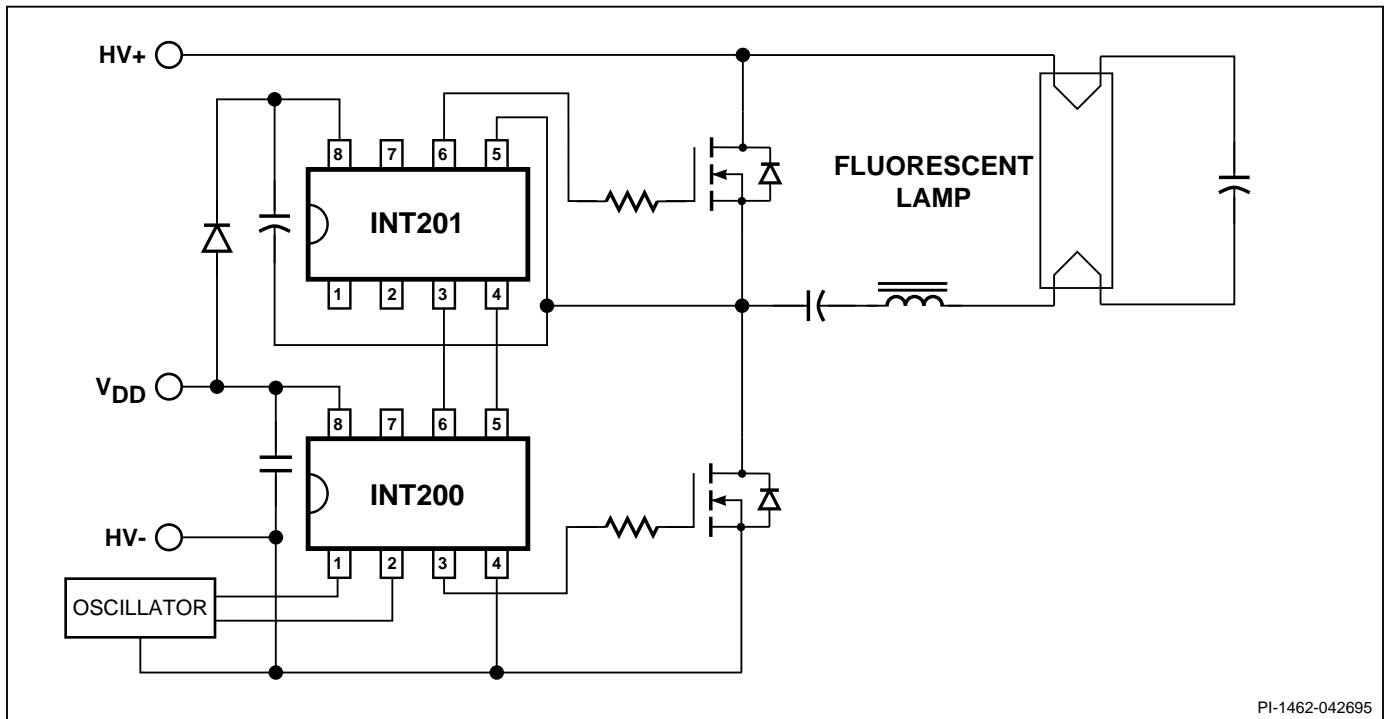 HV+
8 7 6 5
INT201
1 2 3 4
FLUORESCENT
LAMP
VDD
8 7 6 5
INT200
1 2 3 4
HV-
OSCILLATOR
PI-1462-042695